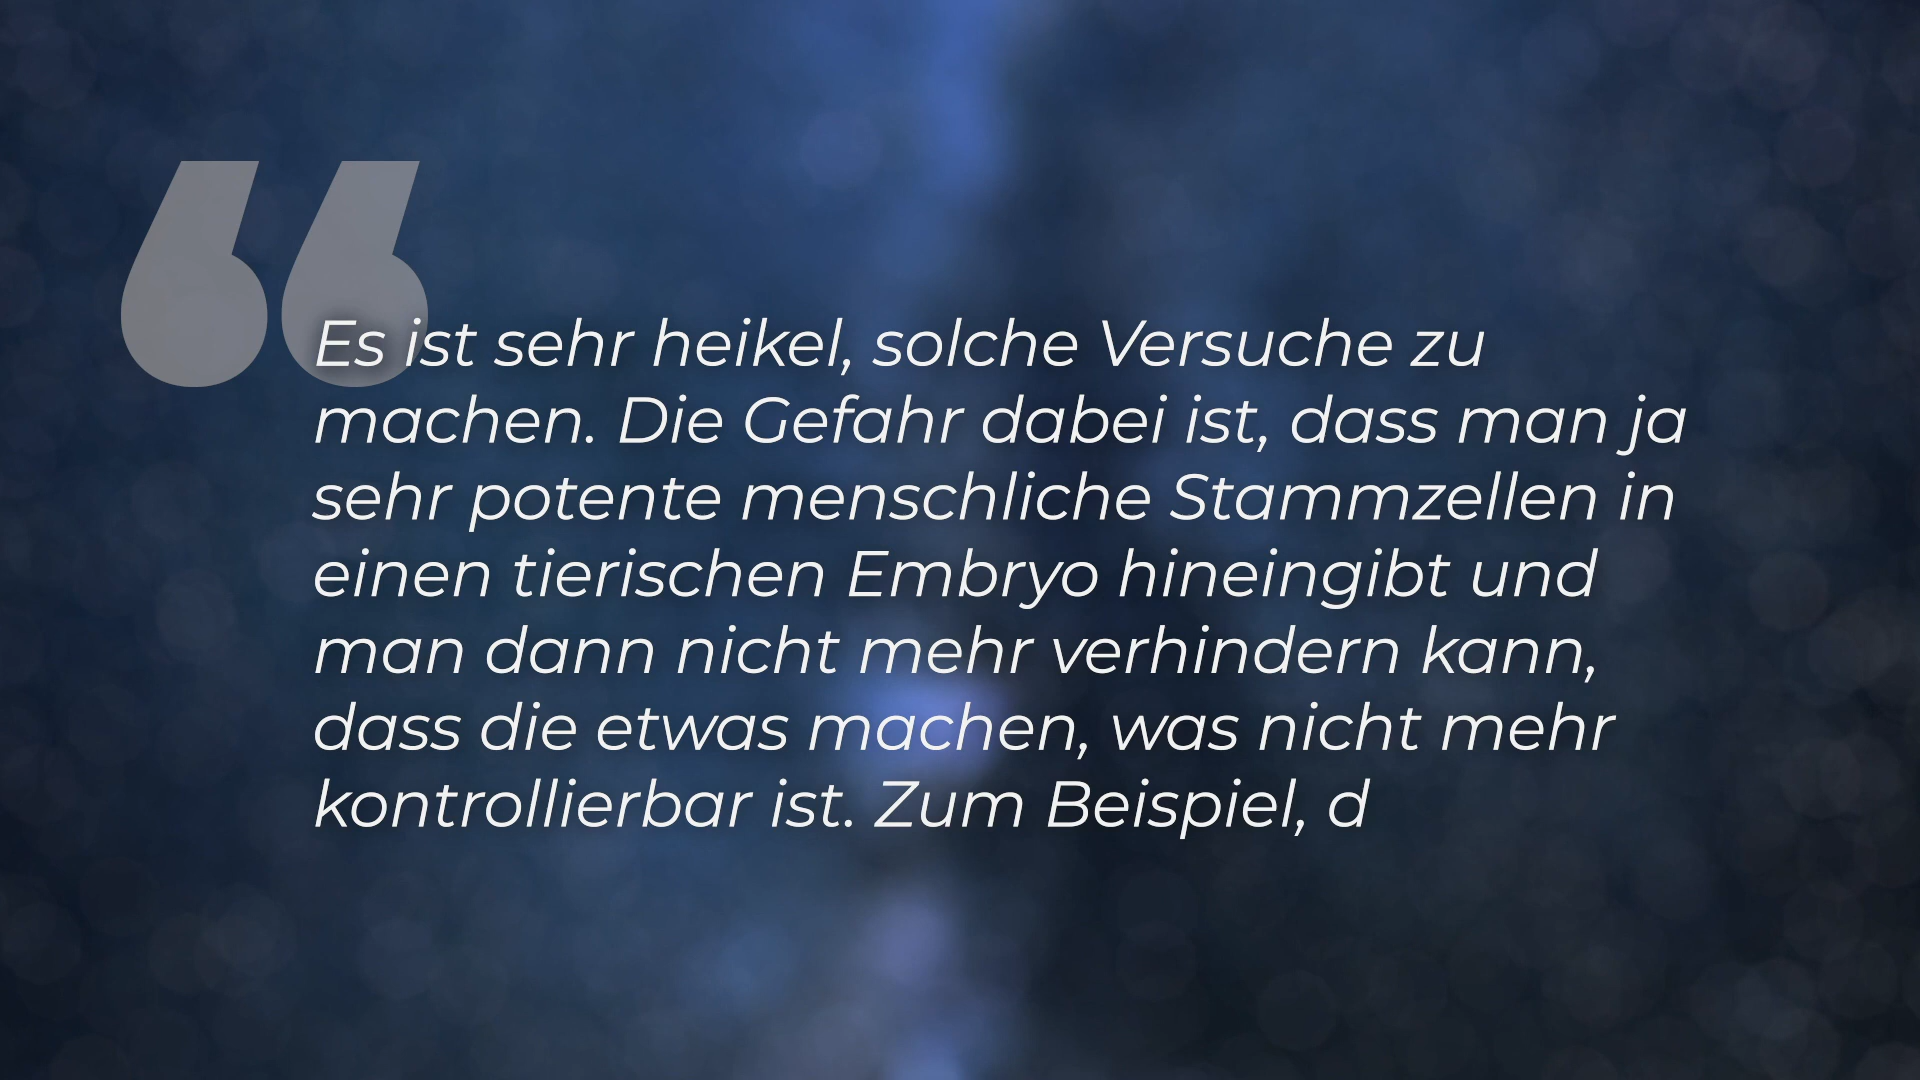 “
Es ist sehr heikel, solche Versuche zu
machen. Die Gefahr dabei ist, dass man ja
sehr potente menschliche Stammzellen in
einen tierischen Embryo hineingibt und
man dann nicht mehr verhindern kann,
dass die etwas machen, was nicht mehr
kontrollierbar ist. Zum Beispiel, d